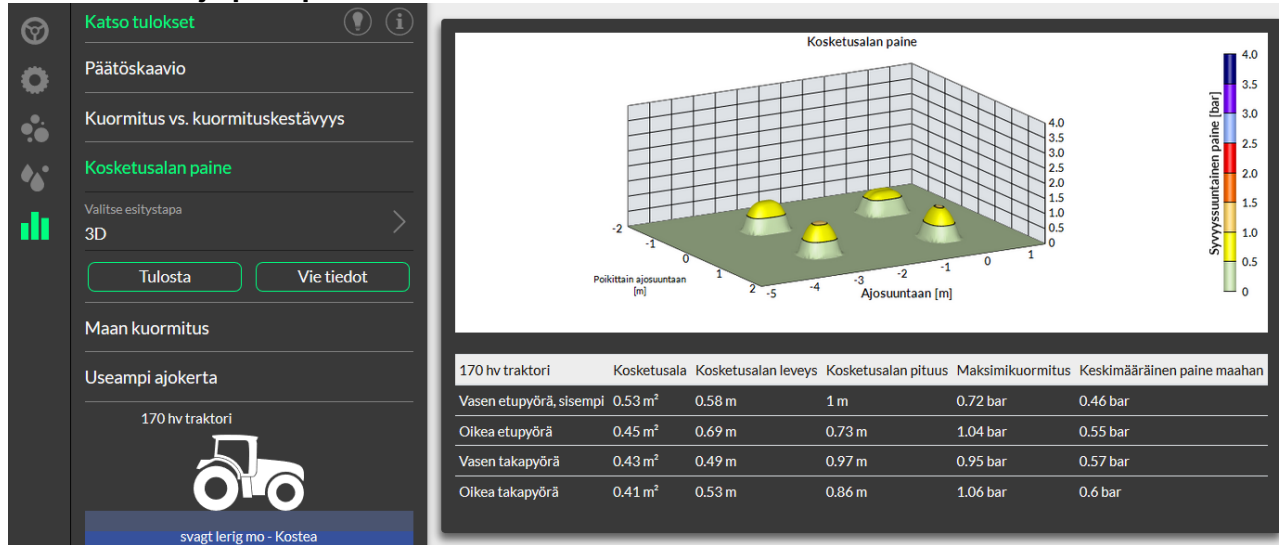 Katso tulokset
Päätöskaavio
Kuormitus vs. kuormituskestävyys
Kosketusalan paine
Valitse esitystapa
3D
Tulosta Vie tiedot
Maan kuormitus
Useampi ajokerta
170 hv traktori
svagt lerig mo - Kostea
Kosketusalan paine
4.0
3.5
3.0
2.5
2.0
1.5
1.0
0.5
0
-2
-1
0
1
2
-5
-4
-3
-2
-1
0
1
Poikittain ajosuuntaan
[m]
Ajosuuntaan [m]
Syvyyssuuntainen paine [bar]
4.0
3.5
3.0
2.5
2.0
1.5
1.0
0.5
0
170 hv traktori Kosketusala Kosketusalan leveys Kosketusalan pituus Maksimikuormitus Keskimääräinen paine maahan
Vasen etupyörä, sisempi 0.53 m² 0.58 m 1 m 0.72 bar 0.46 bar
Oikea etupyörä 0.45 m² 0.69 m 0.73 m 1.04 bar 0.55 bar
Vasen takapyörä 0.43 m² 0.49 m 0.97 m 0.95 bar 0.57 bar
Oikea takapyörä 0.41 m² 0.53 m 0.86 m 1.06 bar 0.6 bar